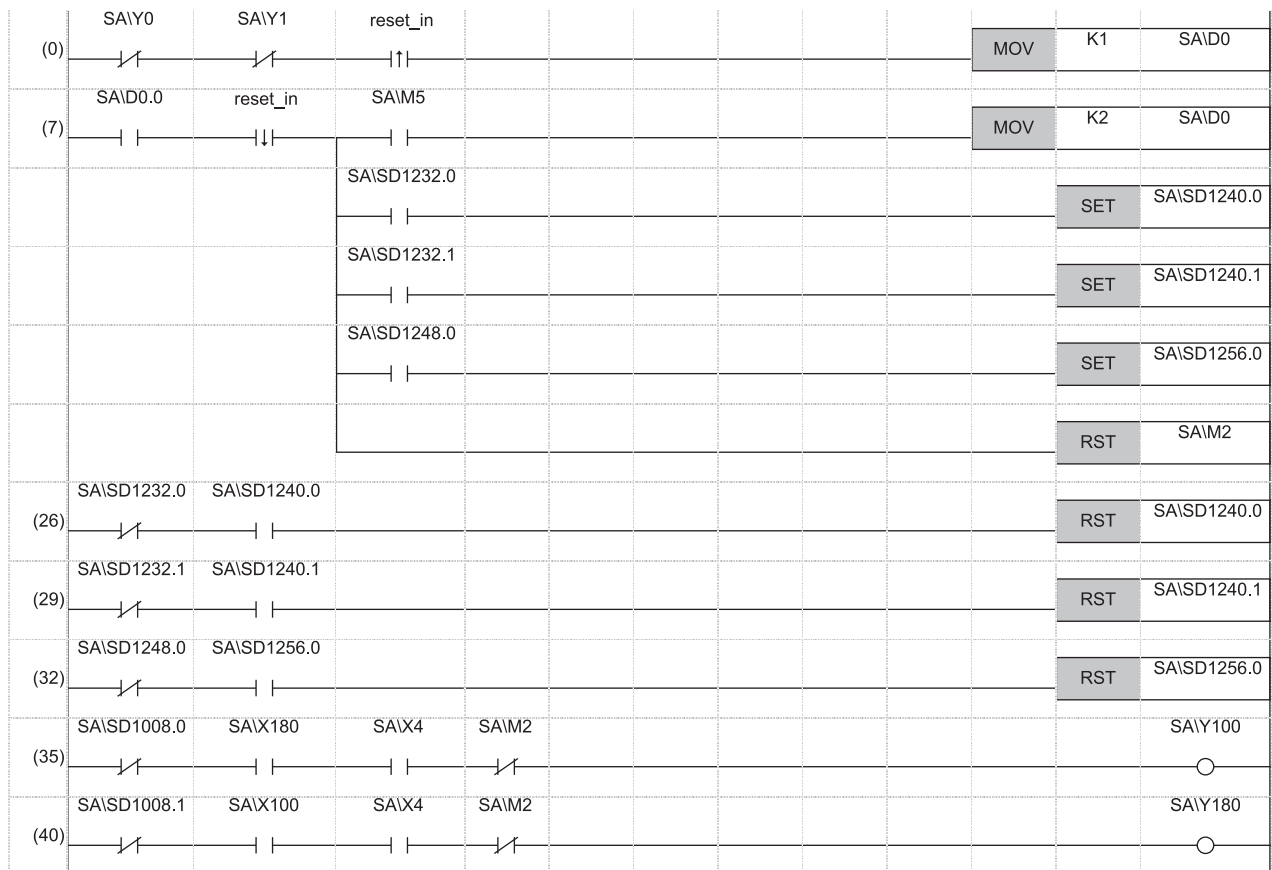 SA\Y0 SA\Y1 reset_in
(0) MOV K1 SA\D0
SA\D0.0 reset_in SA\M5
(7) MOV K2 SA\D0
SA\SD1232.0
SET SA\SD1240.0
SA\SD1232.1
SET SA\SD1240.1
SA\SD1248.0
SET SA\SD1256.0
RST SA\M2
SA\SD1232.0 SA\SD1240.0
(26) RST SA\SD1240.0
SA\SD1232.1 SA\SD1240.1
(29) RST SA\SD1240.1
SA\SD1248.0 SA\SD1256.0
(32) RST SA\SD1256.0
SA\SD1008.0 SA\X180 SA\X4 SA\M2 SA\Y100
(35)
SA\SD1008.1 SA\X100 SA\X4 SA\M2 SA\Y180
(40)